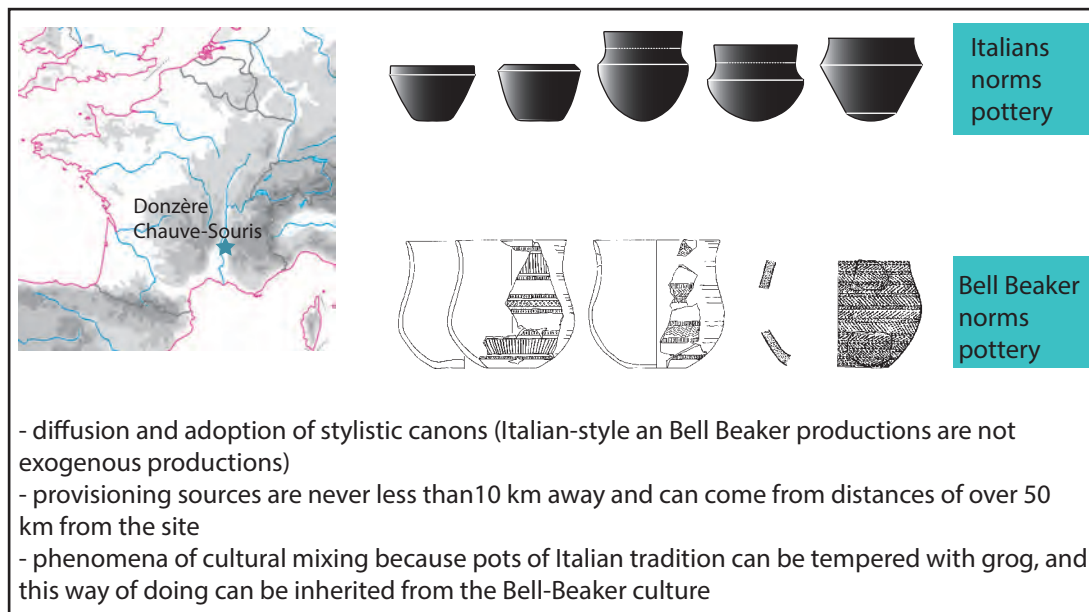 Italians
norms
pottery
Donzère
Chauve-Souris
Bell Beaker
norms
pottery
- diffusion and adoption of stylistic canons (Italian-style an Bell Beaker productions are not
exogenous productions)
- provisioning sources are never less than10 km away and can come from distances of over 50
km from the site
- phenomena of cultural mixing because pots of Italian tradition can be tempered with grog, and
this way of doing can be inherited from the Bell-Beaker culture